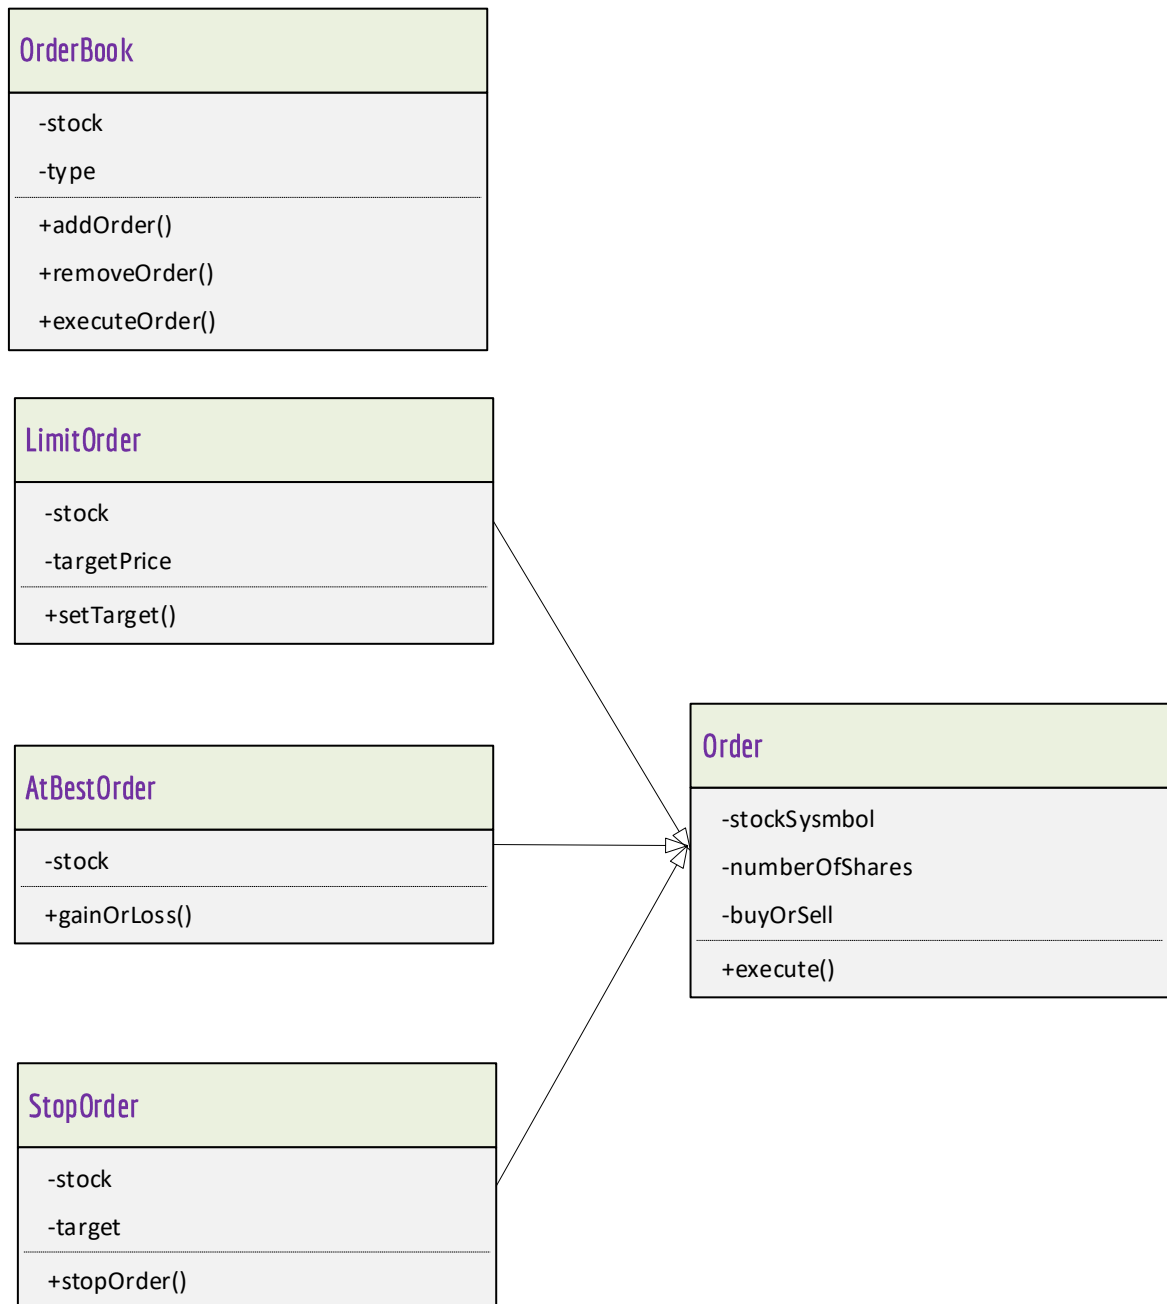 OrderBook
-stock
-type
+addOrder()
+removeOrder()
+executeOrder()
LimitOrder
-stock
-targetPrice
+setTarget()
AtBestOrder
-stock
+gainOrLoss()
Order
-stockSysmbol
-numberOfShares
-buyOrSell
+execute()
StopOrder
-stock
-target
+stopOrder()